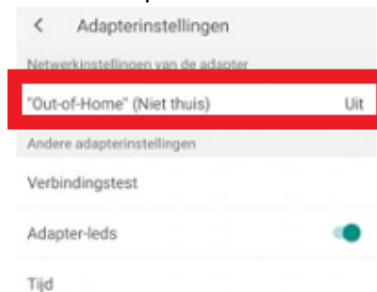 < Adapterinstellingen
Netwerkinstellingen van de adapter
"Out-of-Home" (Niet thuis) Uit
Andere adapterinstellingen
Verbindingstest
Adapter-leds
Tijd